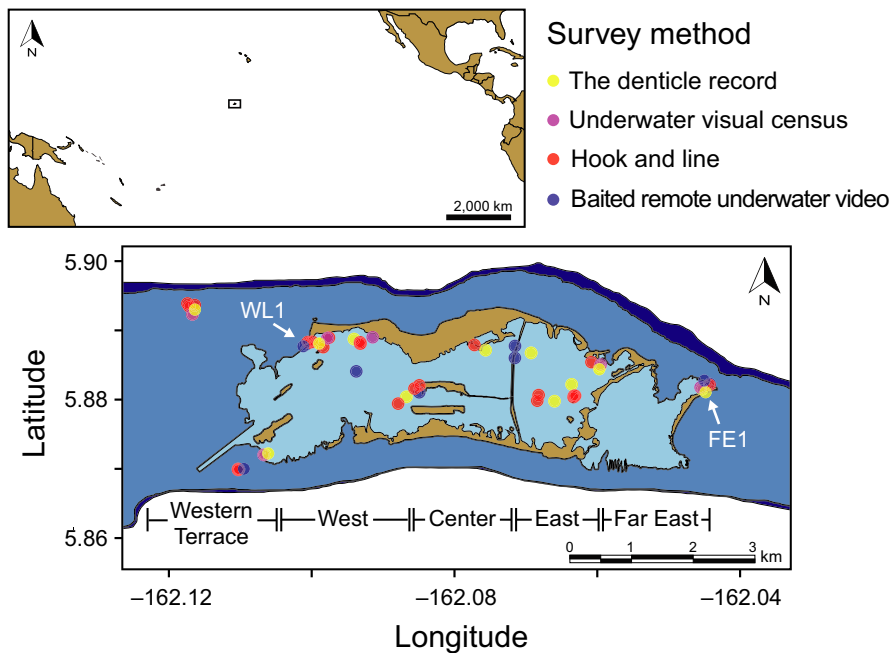 N
2,000 km
Survey method
The denticle record
Underwater visual census
Hook and line
Baited remote underwater video
5.90
5.88
5.86
Latitude
N
WL1
FE1
Western
Terrace
West
Center
East
Far East
0 1 2 3
km
–162.12
–162.08
–162.04
Longitude